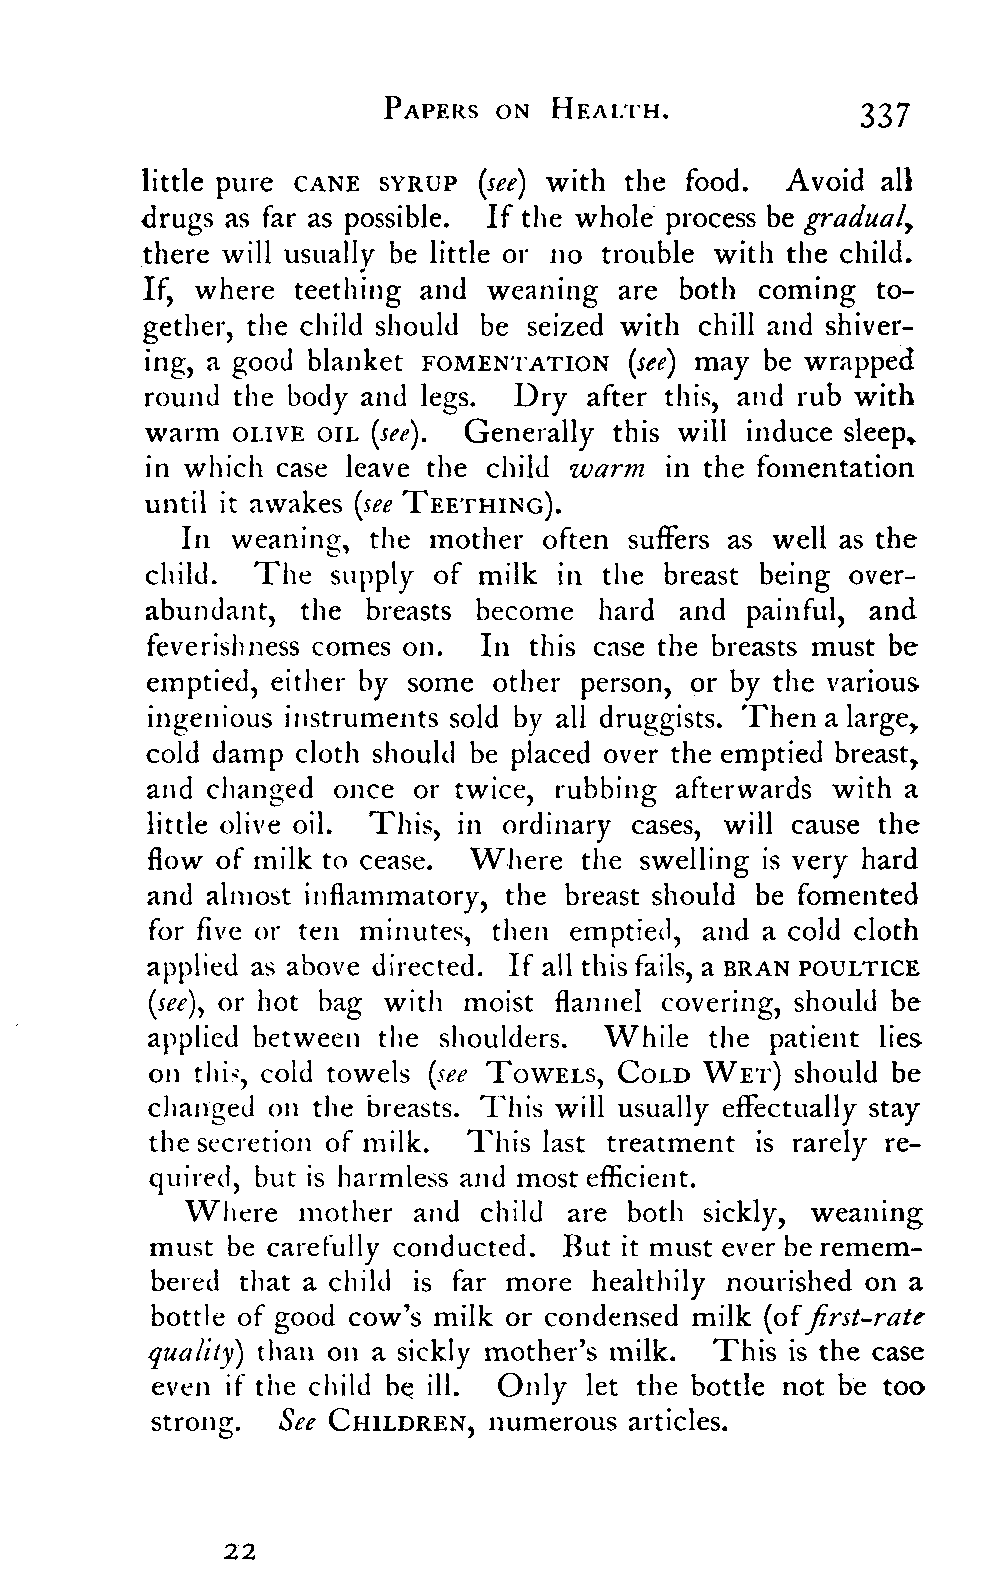 Papers on Health. 337
little pure CANE SYRUP (see) with the food. Avoid all
drugs as far as possible. If the whole process be gradual,
there will usually be little or no trouble with the child.
If, where teething and weaning are both coming to-
gether, the child should be seized with chill and shiver-
ing, a good blanket FOMENTATION (see) may be wrapped
round the body and legs. Dry after this, and rub with
warm OLIVE OIL (see). Generally this will induce sleep,
in which case leave the child warm in the fomentation
until it awakes (see TEETHING).
In weaning, the mother often suffers as well as the
child. The supply of milk in the breast being over-
abundant, the breasts become hard and painful, and
feverishness comes on. In this case the breasts must be
emptied, either by some other person, or by the various
ingenious instruments sold by all druggists. Then a large,
cold damp cloth should be placed over the emptied breast,
and changed once or twice, rubbing afterwards with a
little olive oil. This, in ordinary cases, will cause the
flow of milk to cease. Where the swelling is very hard
and almost inflammatory, the breast should be fomented
for five or ten minutes, then emptied, and a cold cloth
applied as above directed. If all this fails, a BRAN POULTICE
(see), or hot bag with moist flannel covering, should be
applied between the shoulders. While the patient lies
on this, cold towels (see TOWELS, COLD WET) should be
changed on the breasts. This will usually effectually stay
the secretion of milk. This last treatment is rarely re-
quired, but is harmless and most efficient.
Where mother and child are both sickly, weaning
must be carefully conducted. But it must ever be remem-
bered that a child is far more healthily nourished on a
bottle of good cow's milk or condensed milk (of first-rate
quality) than on a sickly mother's milk. This is the case
even if the child be ill. Only let the bottle not be too
strong. See CHILDREN, numerous articles.
22